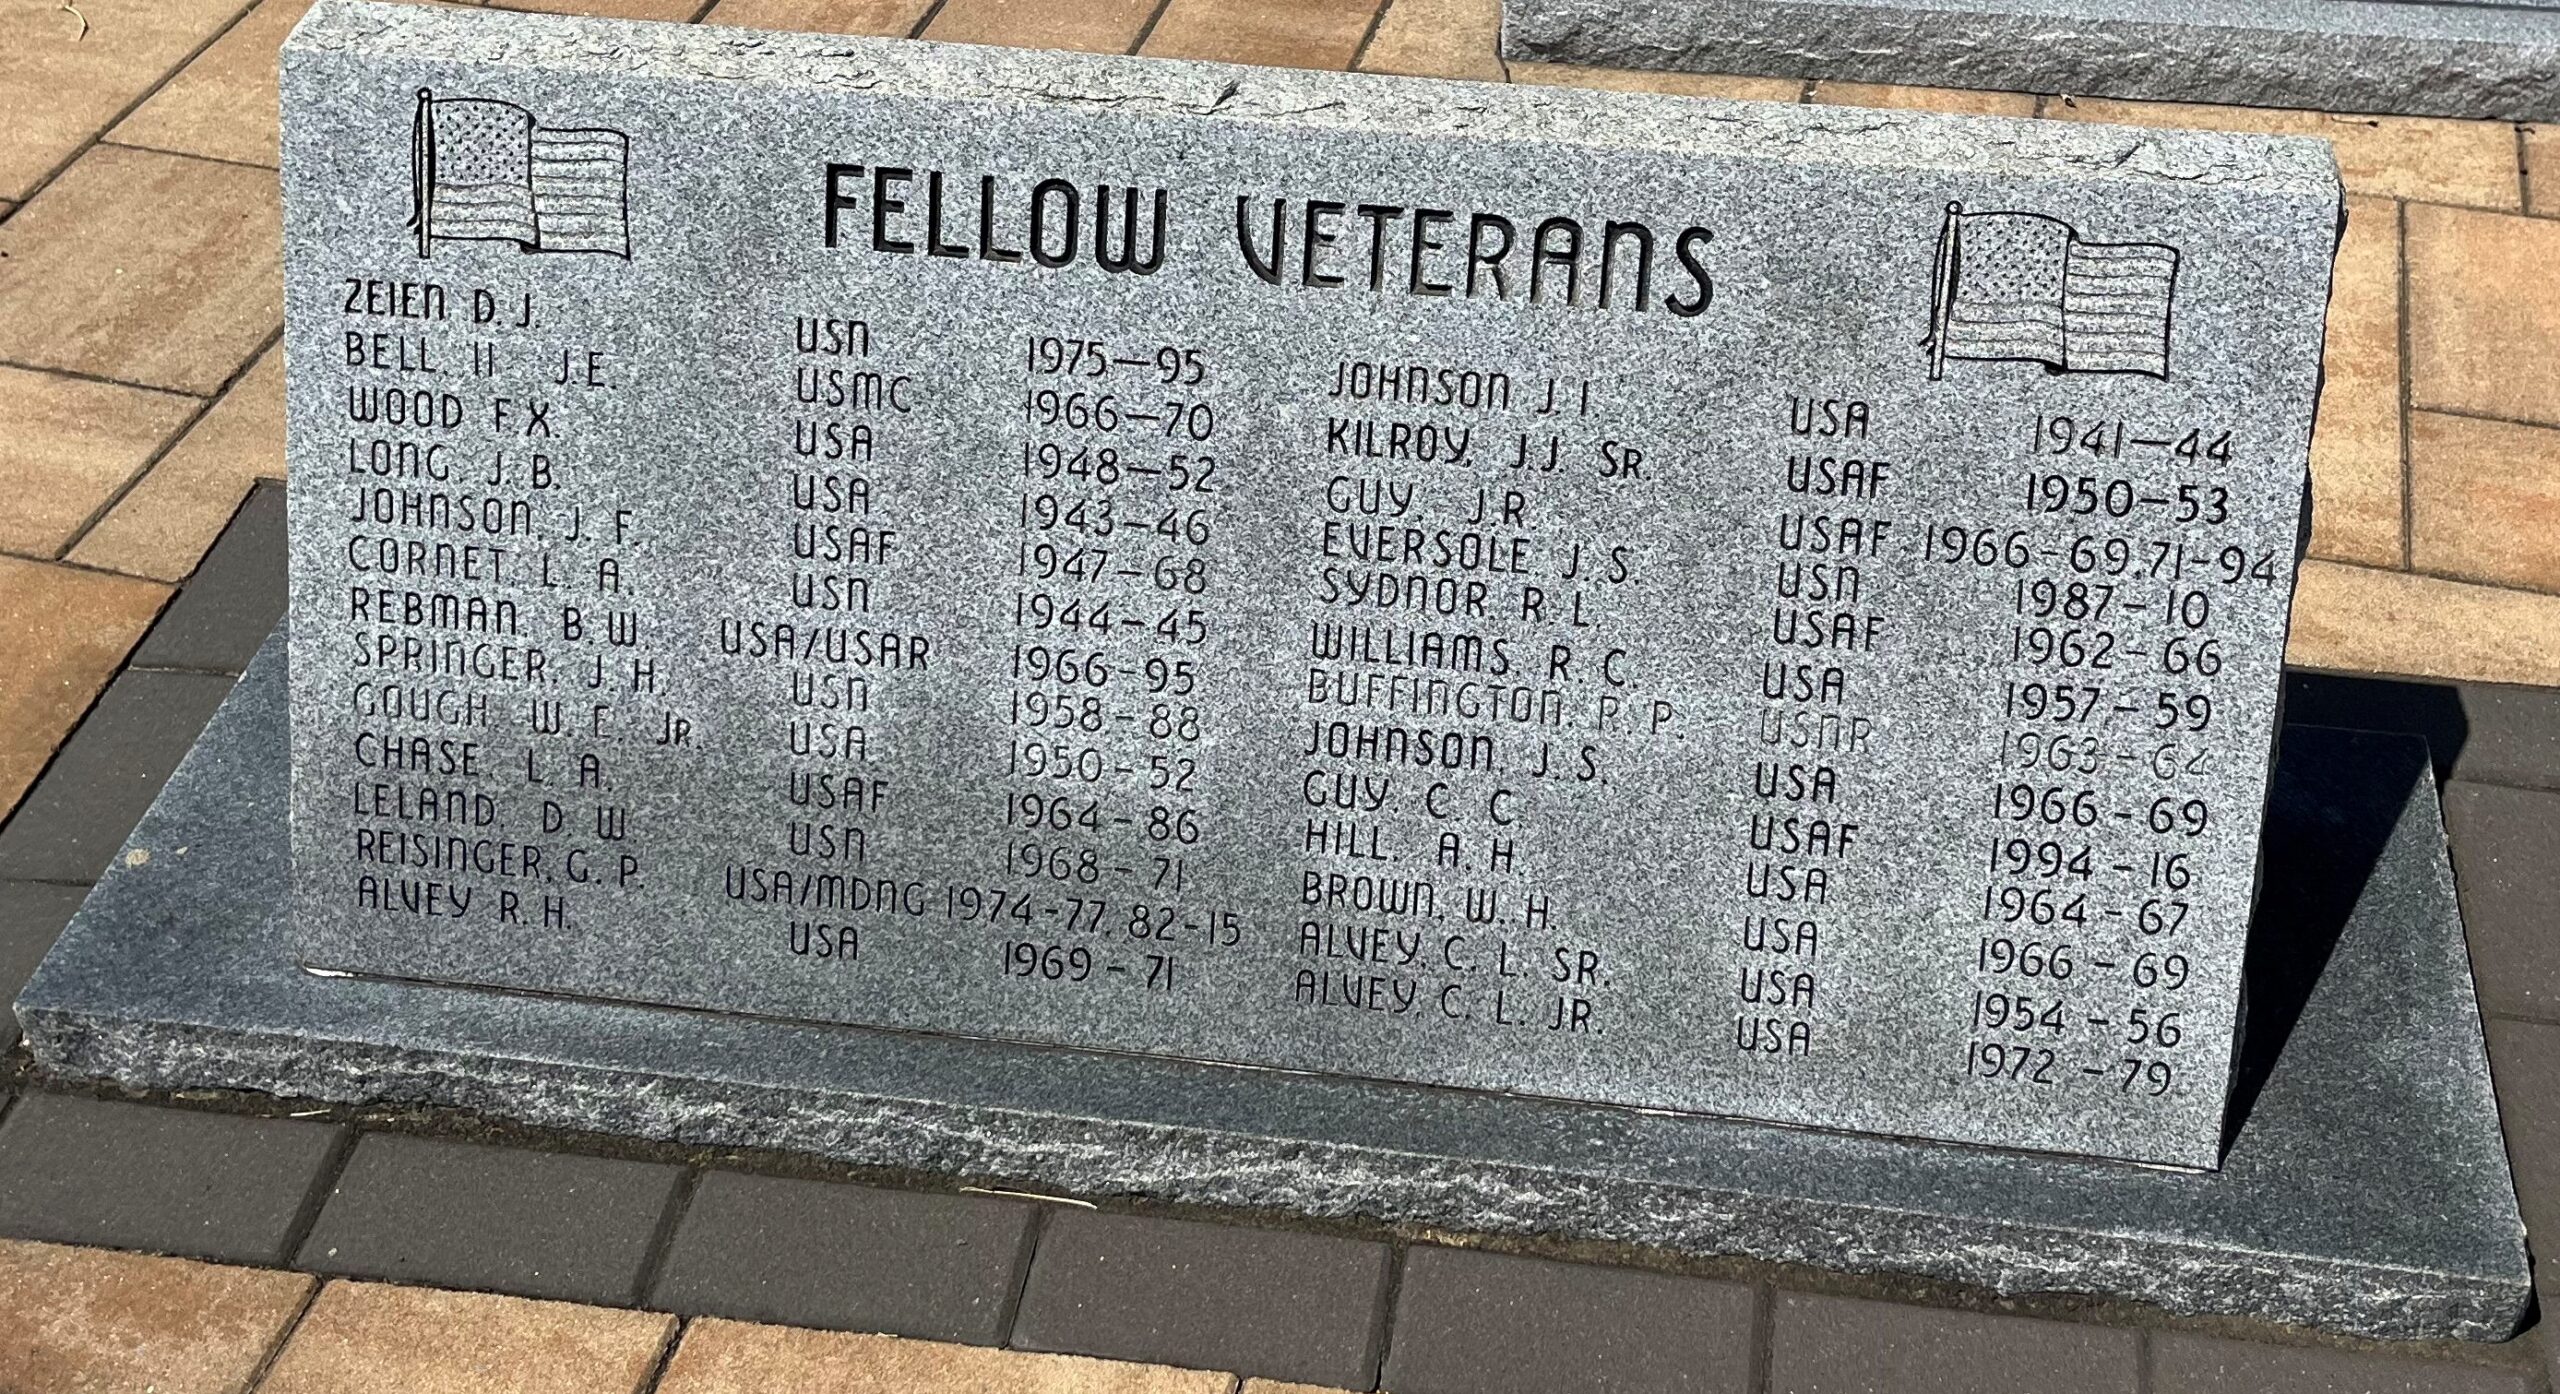 FELLOW VETERANS
ZEIEN D. J. USN 1975—95
BELL, II J.E. USMC 1966—70
WOOD F.X. USA 1948—52
LONG, J. B. USA 1943-46
JOHNSON, J. F. USAF 1947-68
CORNET, L. A. USN 1944-45
REBMAN, B. W. USA/USAR 1966-95
SPRINGER, J. H. USN 1958-88
GOUGH W. E. JR. USA 1950-52
CHASE, L. A. USAF 1964-86
LELAND, D. W. USN 1968-71
REISINGER, G. P. USA/MDNG 1974-77, 82-15
ALVEY R. H. USA 1969-71
JOHNSON J. I. USA 1941—44
KILROY, J.J. SR. USAF 1950—53
GUY, J.R. USAF 1966-69,71-94
EVERSOLE, J. S. USN 1987-10
SYDNOR, R. L. USAF 1962-66
WILLIAMS, R. C. USA 1957-59
BUFFINGTON, P. P. USNR 1963-64
JOHNSON, J. S. USA 1966-69
GUY, C. C. USAF 1994-16
HILL, A. H. USA 1964-67
BROWN, W. H. USA 1966-69
ALVEY, C. L. SR. USA 1954-56
ALVEY, C. L. JR. USA 1972-79